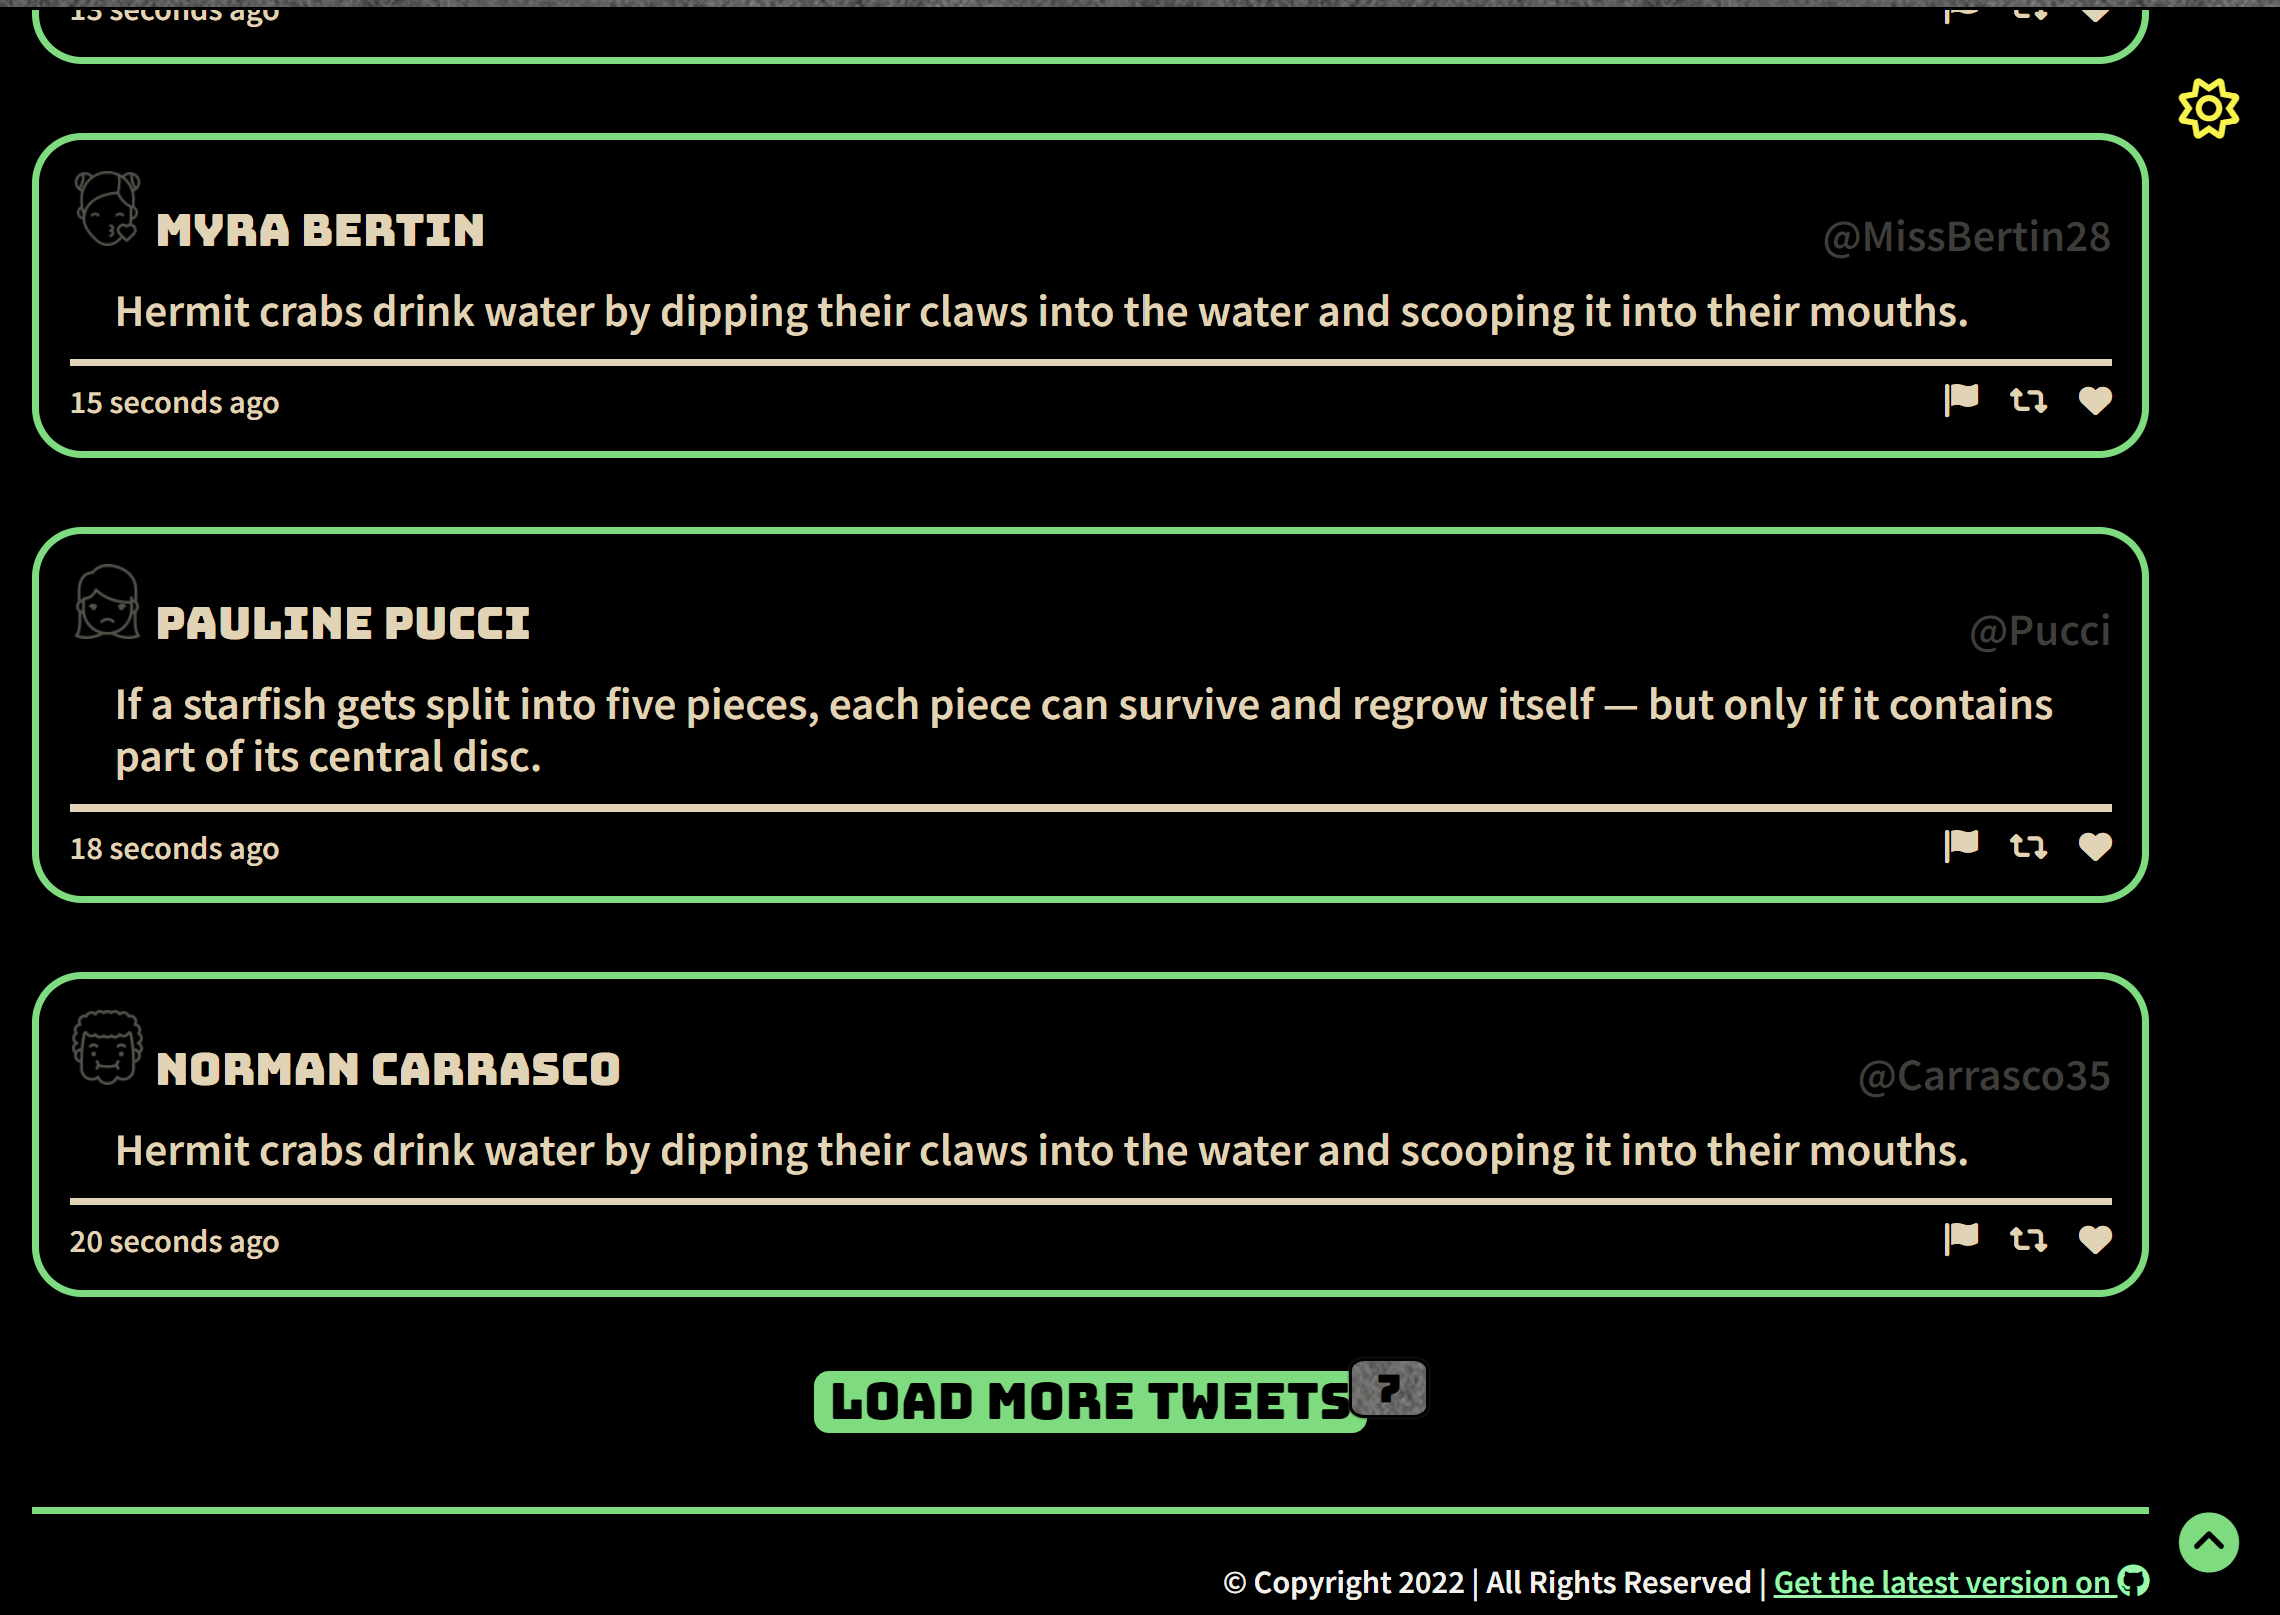 13 seconds ago
MYRA BERTIN
@MissBertin28
Hermit crabs drink water by dipping their claws into the water and scooping it into their mouths.
15 seconds ago
PAULINE PUCCI
@Pucci
If a starfish gets split into five pieces, each piece can survive and regrow itself — but only if it contains
part of its central disc.
18 seconds ago
NORMAN CARRASCO
@Carrasco35
Hermit crabs drink water by dipping their claws into the water and scooping it into their mouths.
20 seconds ago
LOAD MORE TWEETS
7
© Copyright 2022 | All Rights Reserved | Get the latest version on